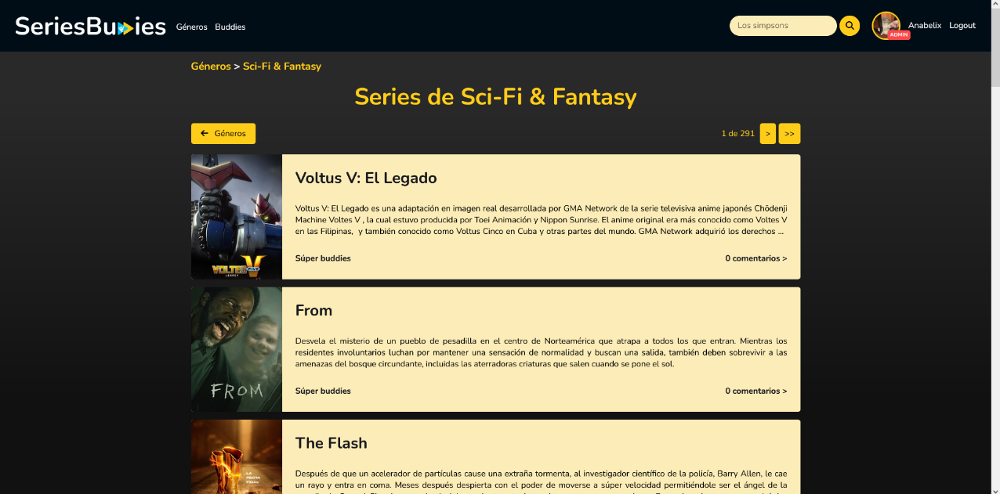 SeriesBuddies Géneros Buddies Los simpsons ADMIN Anabelix Logout
Géneros > Sci-Fi & Fantasy
Series de Sci-Fi & Fantasy
Géneros 1 de 291 > >>
Voltus V: El Legado
Voltus V: El Legado es una adaptación en imagen real desarrollada por GMA Network de la serie televisiva anime japonés Chōdenji
Machine Voltes V , la cual estuvo producida por Toei Animación y Nippon Sunrise. El anime original era más conocido como Voltes V
en las Filipinas, y también conocido como Voltus Cinco en Cuba y otras partes del mundo. GMA Network adquirió los derechos ...
VOLTES V FIVE
LEGACY
Súper buddies 0 comentarios >
From
Desvela el misterio de un pueblo de pesadilla en el centro de Norteamérica que atrapa a todos los que entran. Mientras los
residentes involuntarios luchan por mantener una sensación de normalidad y buscan una salida, también deben sobrevivir a las
amenazas del bosque circundante, incluidas las aterradoras criaturas que salen cuando se pone el sol.
FROM
Súper buddies 0 comentarios >
The Flash
Después de que un acelerador de partículas cause una extraña tormenta, al investigador científico de la policía, Barry Allen, le cae
un rayo y entra en coma. Meses después despierta con el poder de moverse a súper velocidad permitiéndole ser el ángel de la
LA
META
FINAL